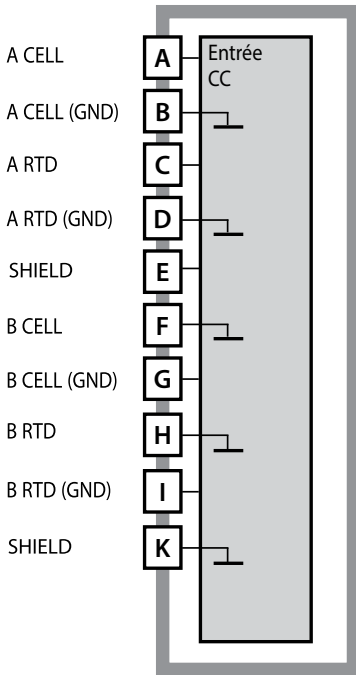 A CELL A Entrée
CC
A CELL (GND) B
A RTD C
A RTD (GND) D
SHIELD E
B CELL F
B CELL (GND) G
B RTD H
B RTD (GND) I
SHIELD K